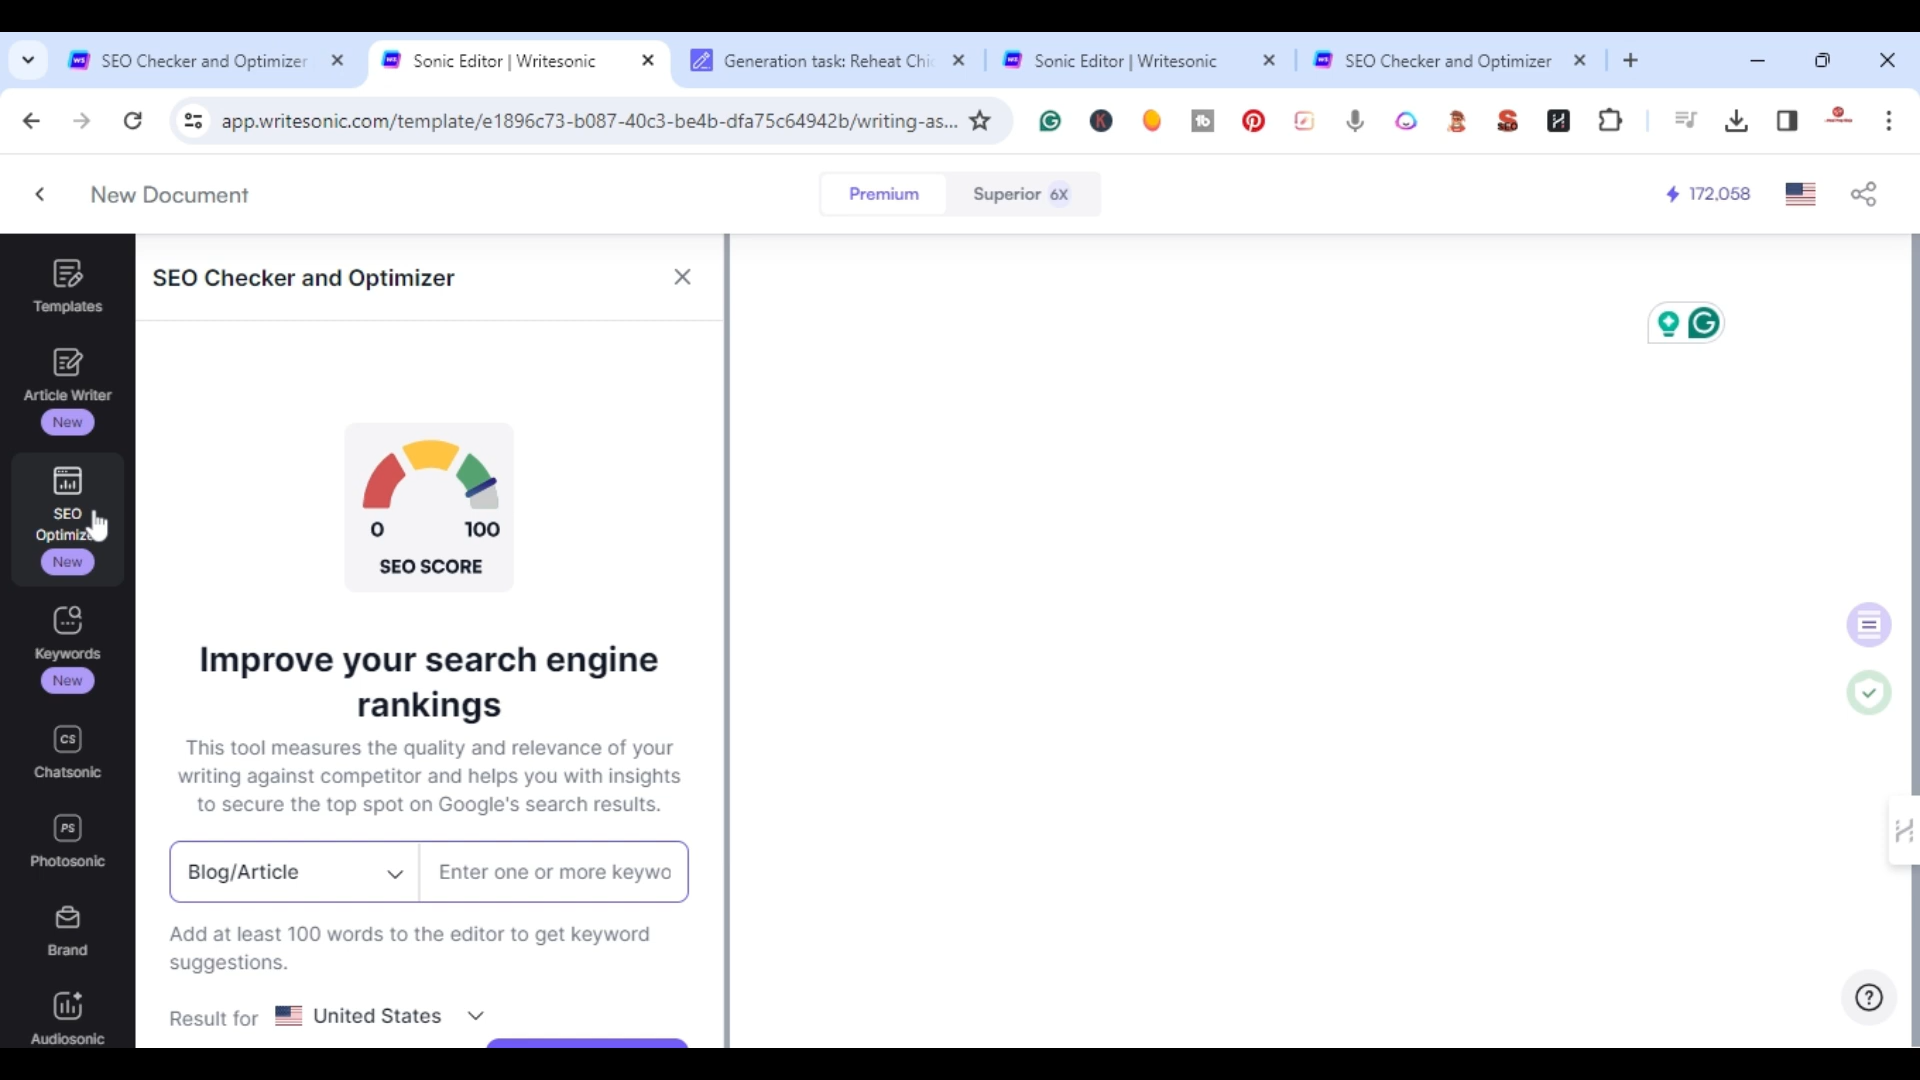 SEO Checker and Optimizer
Sonic Editor | Writesonic
Generation task: Reheat Chi
Sonic Editor | Writesonic
SEO Checker and Optimizer
app.writesonic.com/template/e1896c73-b087-40c3-be4b-dfa75c64942b/writing-as...
New Document
Premium
Superior 6X
172,058
Templates
Article Writer
New
SEO
Optimize
New
Keywords
New
CS
Chatsonic
PS
Photosonic
Brand
Audiosonic
SEO Checker and Optimizer
0 100
SEO SCORE
Improve your search engine
rankings
This tool measures the quality and relevance of your
writing against competitor and helps you with insights
to secure the top spot on Google's search results.
Blog/Article
Enter one or more keywo
Add at least 100 words to the editor to get keyword
suggestions.
Result for United States